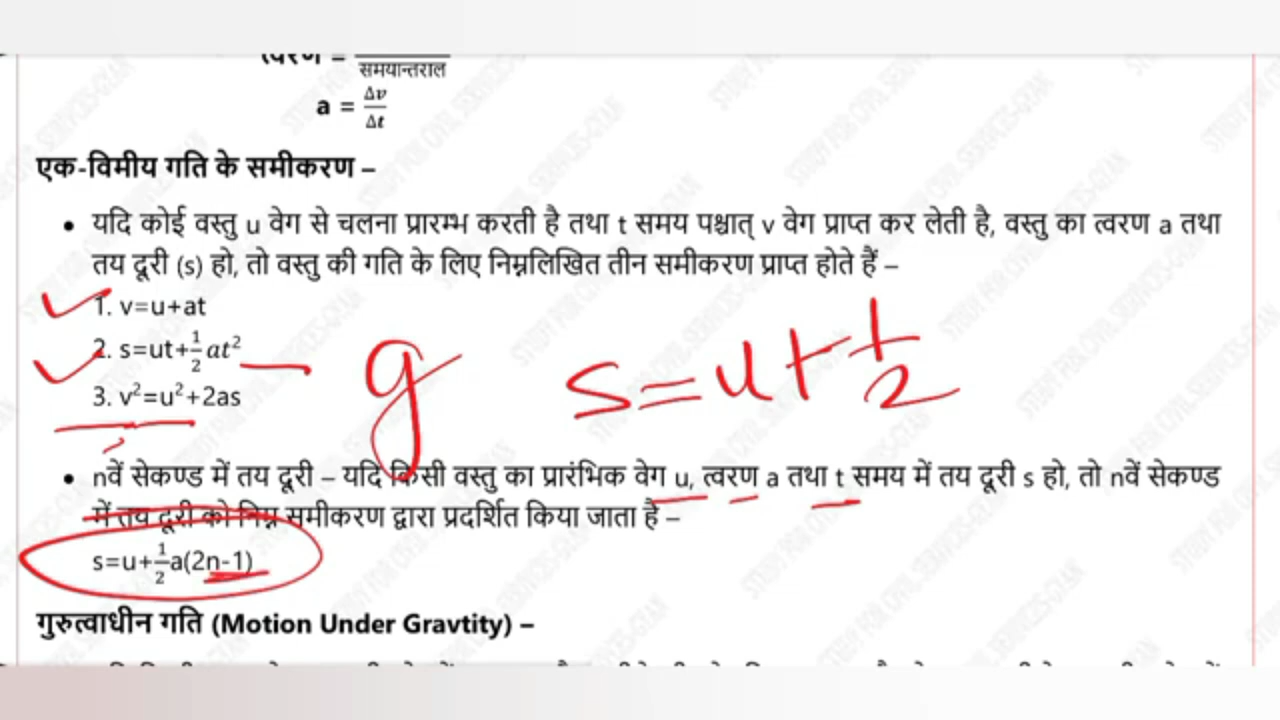 त्वरण =
समयान्तराल
a = Δv/Δt
एक-विमीय गति के समीकरण –
• यदि कोई वस्तु u वेग से चलना प्रारम्भ करती है तथा t समय पश्चात् v वेग प्राप्त कर लेती है, वस्तु का त्वरण a तथा
तय दूरी (s) हो, तो वस्तु की गति के लिए निम्नलिखित तीन समीकरण प्राप्त होते हैं –
1. v=u+at
2. s=ut+1/2 at²
3. v²=u²+2as
g s=u+1/2
• nवें सेकण्ड में तय दूरी – यदि किसी वस्तु का प्रारंभिक वेग u, त्वरण a तथा t समय में तय दूरी s हो, तो nवें सेकण्ड
में तय दूरी को निम्न समीकरण द्वारा प्रदर्शित किया जाता है –
s=u+1/2a(2n-1)
गुरुत्वाधीन गति (Motion Under Gravtity) –